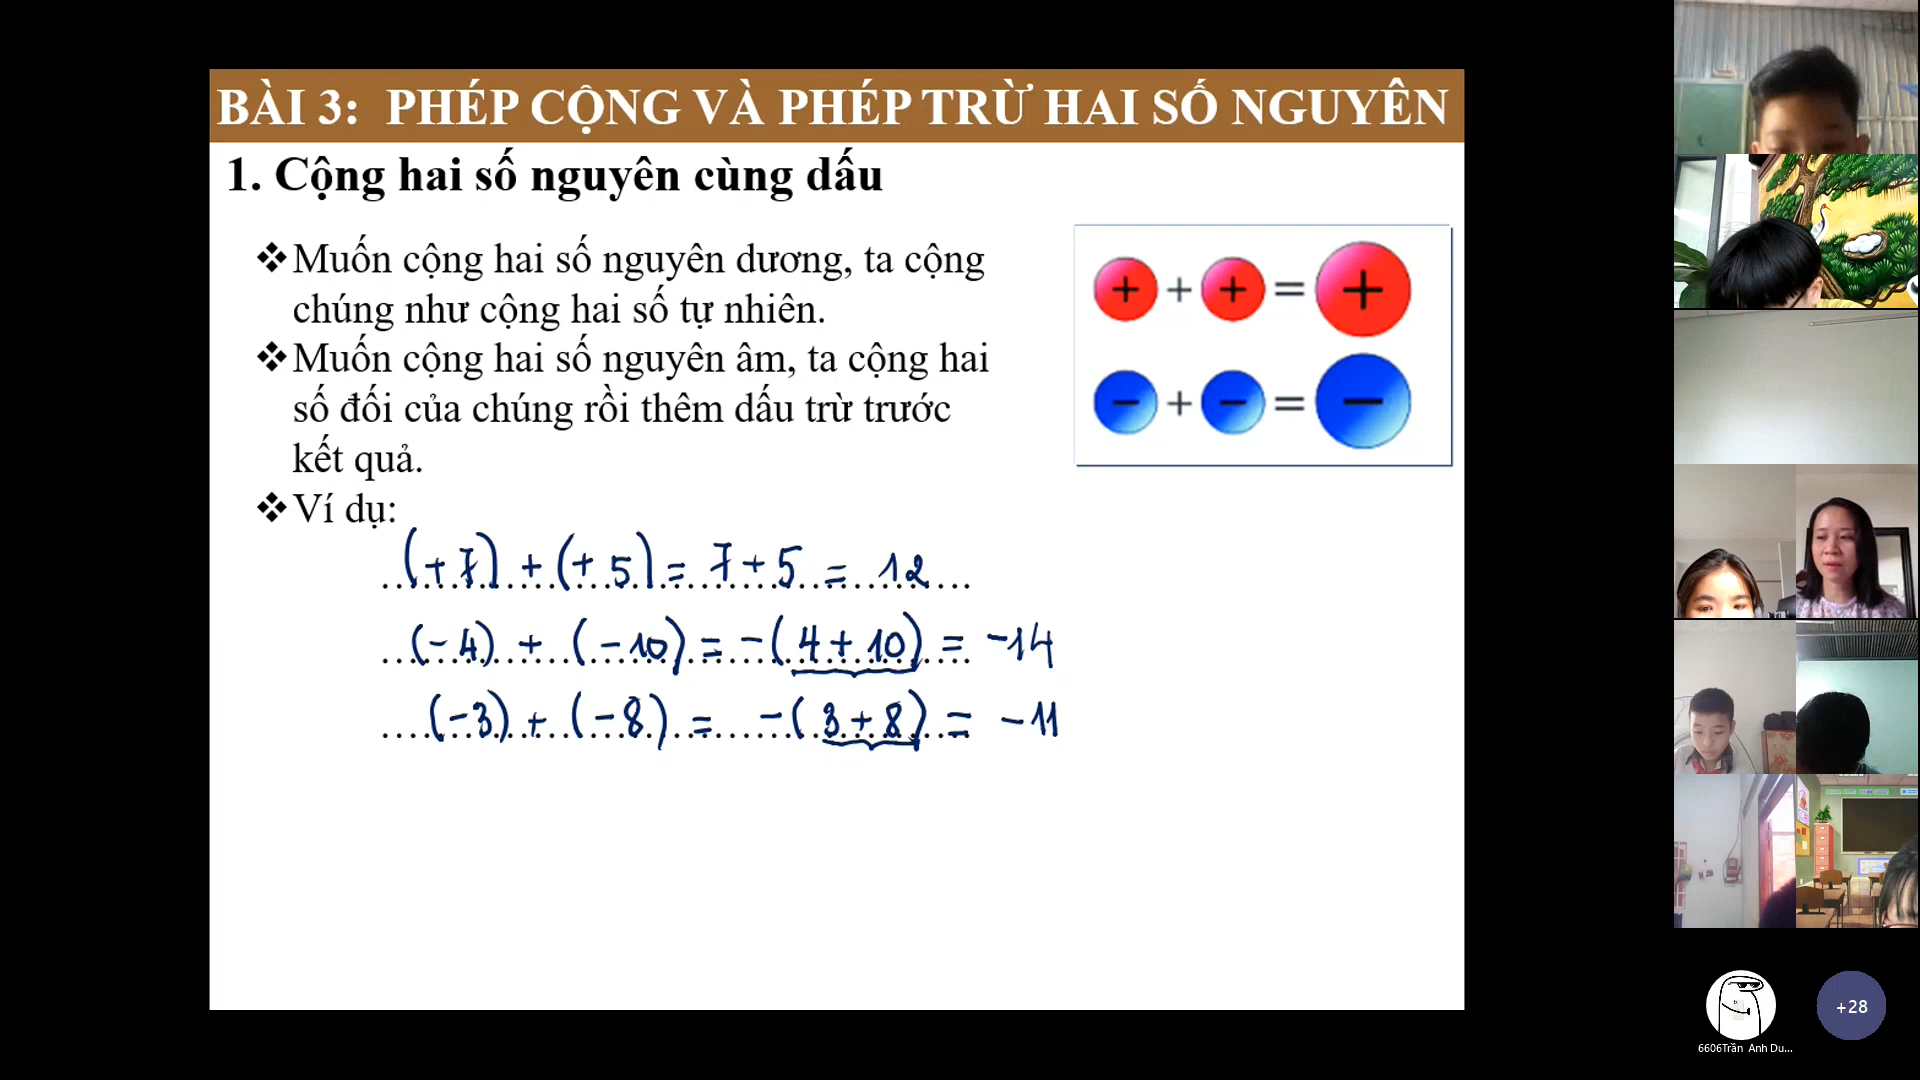 BÀI 3: PHÉP CỘNG VÀ PHÉP TRỪ HAI SỐ NGUYÊN
1. Cộng hai số nguyên cùng dấu
❖Muốn cộng hai số nguyên dương, ta cộng
chúng như cộng hai số tự nhiên.
❖Muốn cộng hai số nguyên âm, ta cộng hai
số đối của chúng rồi thêm dấu trừ trước
kết quả.
❖Ví dụ:
(+7) + (+5) = 7+5 = 12
(-4) + (-10) = -(4+10) = -14
(-3) + (-8) = -(3+8) = -11
+ + + = +
- + - = -
6606Trần Anh Du...
+28